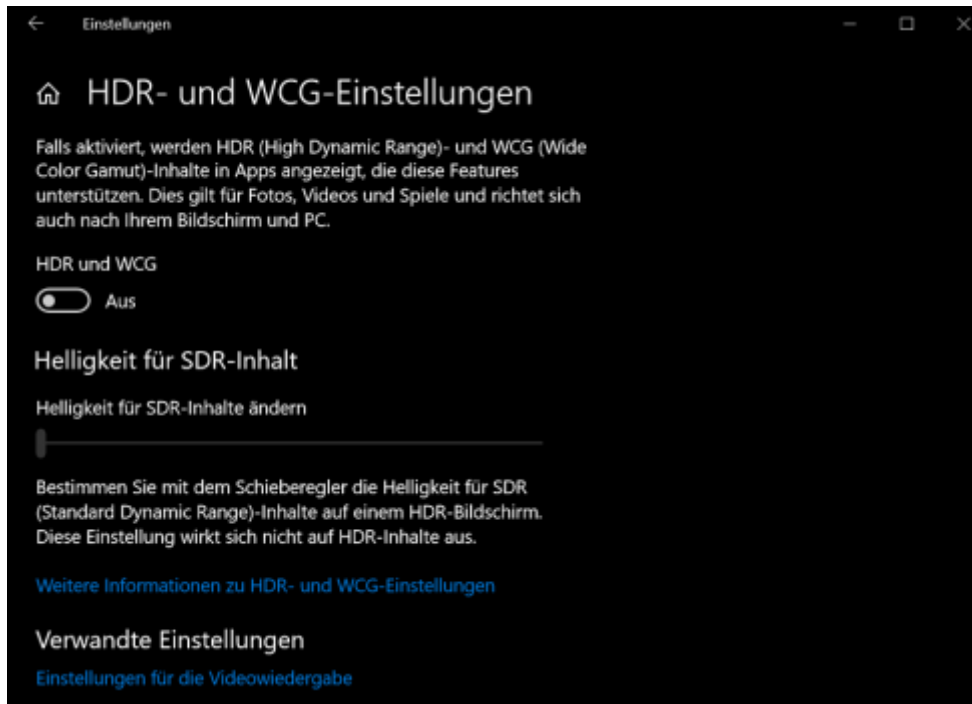 Einstellungen
HDR- und WCG-Einstellungen
Falls aktiviert, werden HDR (High Dynamic Range)- und WCG (Wide
Color Gamut)-Inhalte in Apps angezeigt, die diese Features
unterstützen. Dies gilt für Fotos, Videos und Spiele und richtet sich
auch nach Ihrem Bildschirm und PC.
HDR und WCG
Aus
Helligkeit für SDR-Inhalt
Helligkeit für SDR-Inhalte ändern
Bestimmen Sie mit dem Schieberegler die Helligkeit für SDR
(Standard Dynamic Range)-Inhalte auf einem HDR-Bildschirm.
Diese Einstellung wirkt sich nicht auf HDR-Inhalte aus.
Weitere Informationen zu HDR- und WCG-Einstellungen
Verwandte Einstellungen
Einstellungen für die Videowiedergabe